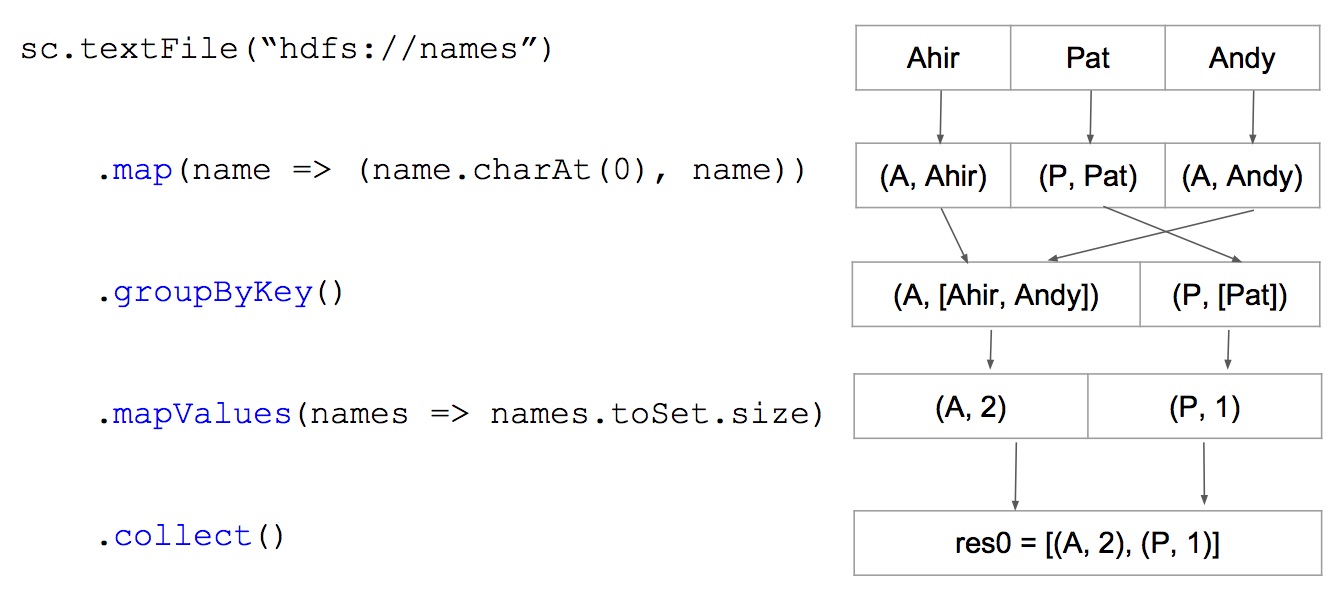 sc.textFile(“hdfs://names”)
Ahir Pat Andy
.map(name => (name.charAt(0), name))
(A, Ahir) (P, Pat) (A, Andy)
.groupByKey()
(A, [Ahir, Andy]) (P, [Pat])
.mapValues(names => names.toSet.size)
(A, 2) (P, 1)
.collect()
res0 = [(A, 2), (P, 1)]